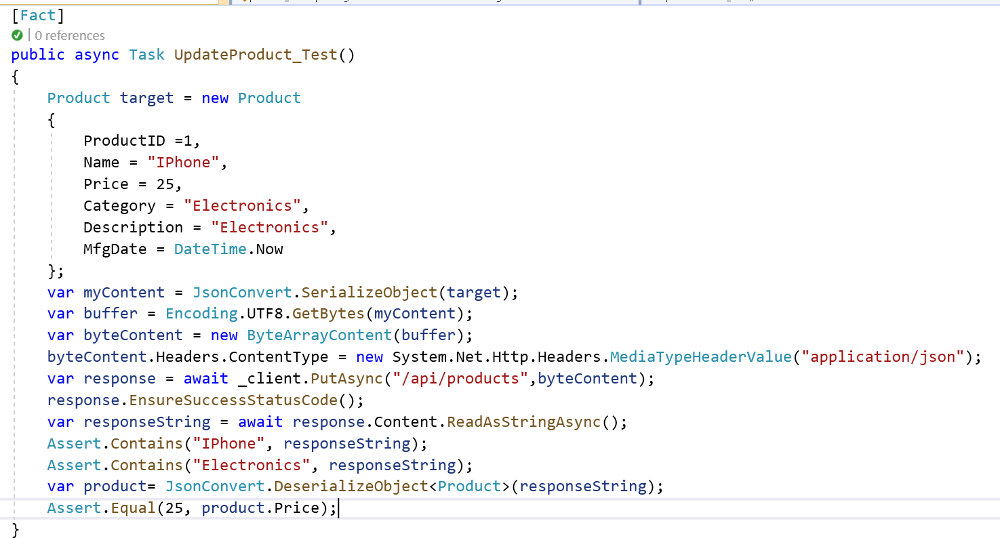 [Fact]
| 0 references
public async Task UpdateProduct_Test()
{
    Product target = new Product
    {
        ProductID =1,
        Name = "IPhone",
        Price = 25,
        Category = "Electronics",
        Description = "Electronics",
        MfgDate = DateTime.Now
    };
    var myContent = JsonConvert.SerializeObject(target);
    var buffer = Encoding.UTF8.GetBytes(myContent);
    var byteContent = new ByteArrayContent(buffer);
    byteContent.Headers.ContentType = new System.Net.Http.Headers.MediaTypeHeaderValue("application/json");
    var response = await _client.PutAsync("/api/products",byteContent);
    response.EnsureSuccessStatusCode();
    var responseString = await response.Content.ReadAsStringAsync();
    Assert.Contains("IPhone", responseString);
    Assert.Contains("Electronics", responseString);
    var product= JsonConvert.DeserializeObject<Product>(responseString);
    Assert.Equal(25, product.Price);
}